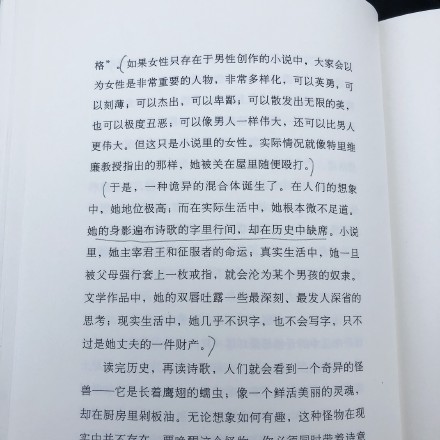 格”。（如果女性只存在于男性创作的小说中，大家会以
为女性是非常重要的人物，非常多样化，可以英勇，可
以刻薄；可以杰出，可以卑鄙；可以散发出无限的美，
也可以极度丑恶；可以像男人一样伟大，还可以比男人
更伟大。但这只是小说里的女性。实际情况就像特里维
廉教授指出的那样，她被关在屋里随便殴打。）
（于是，一种诡异的混合体诞生了。在人们的想象
中，她地位极高；而在实际生活中，她根本微不足道。
她的身影遍布诗歌的字里行间，却在历史中缺席。小说
里，她主宰君王和征服者的命运；真实生活中，她一旦
被父母强行套上一枚戒指，就会沦为某个男孩的奴隶。
文学作品中，她的双唇吐露一些最深刻、最发人深省的
思考；现实生活中，她几乎不识字，也不会写字，只不
过是她丈夫的一件财产。）
读完历史，再读诗歌，人们就会看到一个奇异的怪
兽——它是长着鹰翅的蠕虫；像一个鲜活美丽的灵魂，
却在厨房里剁板油。无论想象如何有趣，这种怪物在现